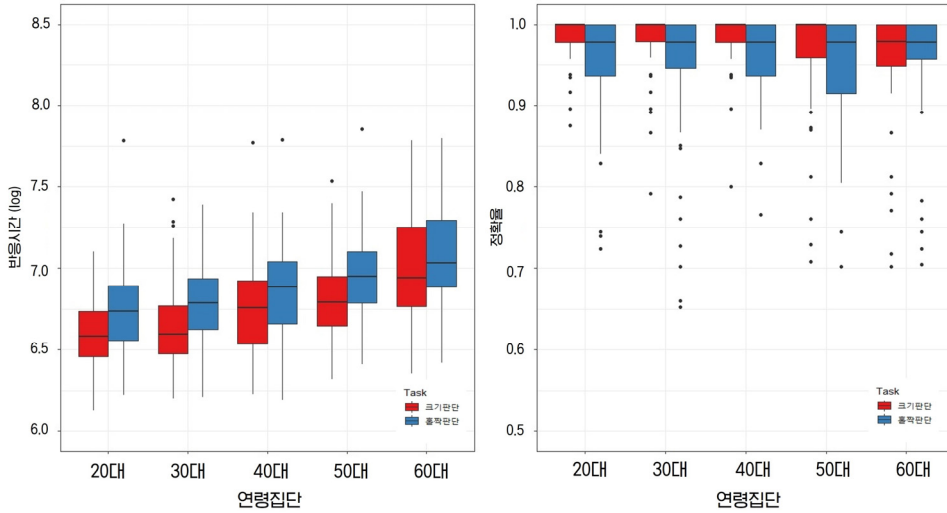 반응시간 (log)
8.5
8.0
7.5
7.0
6.5
6.0
Task
크기판단
홀짝판단
20대
30대
40대
50대
60대
연령집단
정확율
1.0
0.9
0.8
0.7
0.6
0.5
Task
크기판단
홀짝판단
20대
30대
40대
50대
60대
연령집단